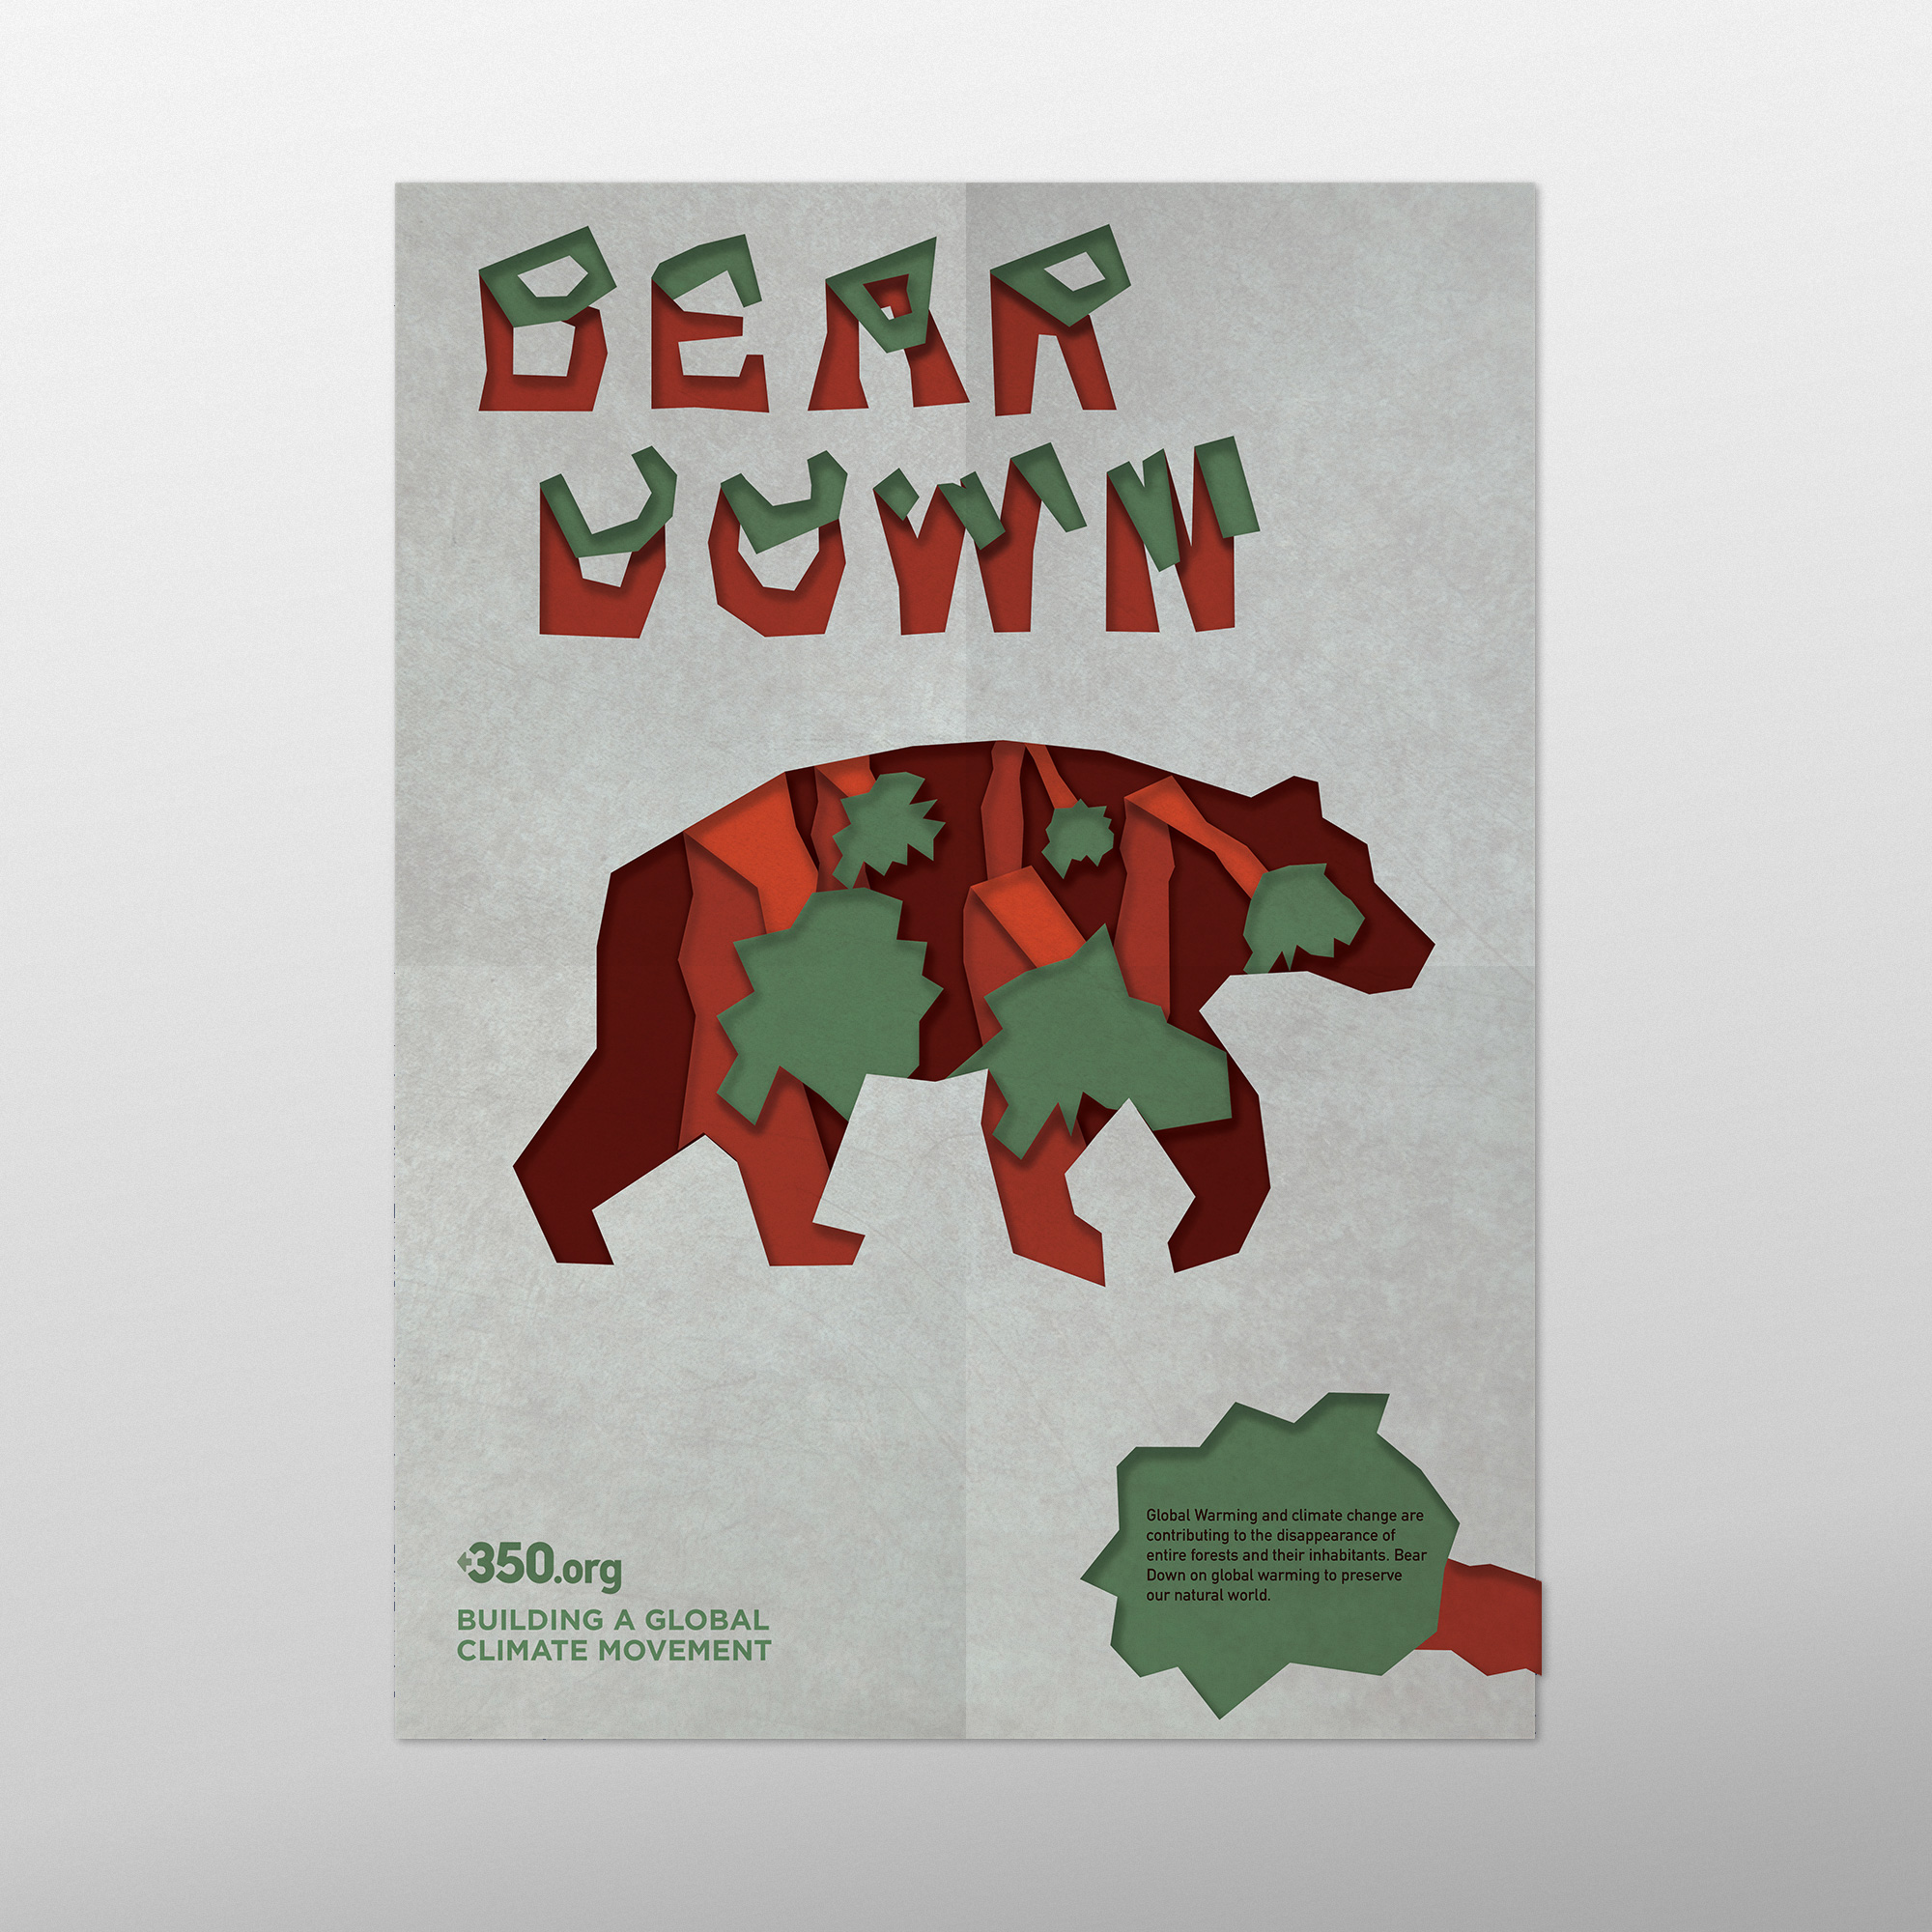 BEAR
DOWN
350.org
BUILDING A GLOBAL
CLIMATE MOVEMENT
Global Warming and climate change are
contributing to the disappearance of
entire forests and their inhabitants. Bear
Down on global warming to preserve
our natural world.